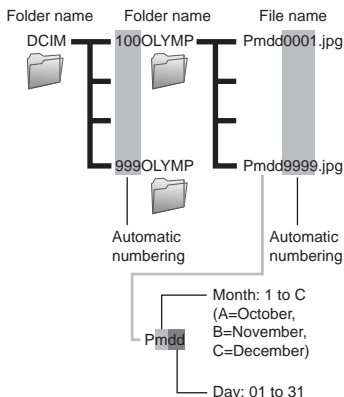 Folder name Folder name File name
DCIM 100OLYMP Pmdd0001.jpg
999OLYMP Pmdd9999.jpg
Automatic numbering Automatic numbering
Month: 1 to C
(A=October,
B=November,
C=December)
Pmdd
Day: 01 to 31